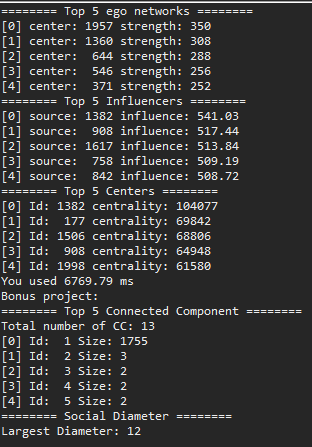 ======== Top 5 ego networks ========
[0] center: 1957 strength: 350
[1] center: 1360 strength: 308
[2] center:  644 strength: 288
[3] center:  546 strength: 256
[4] center:  371 strength: 252
======== Top 5 Influencers ========
[0] source: 1382 influence: 541.03
[1] source:  908 influence: 517.44
[2] source: 1617 influence: 513.84
[3] source:  758 influence: 509.19
[4] source:  842 influence: 508.72
======== Top 5 Centers ========
[0] Id: 1382 centrality: 104077
[1] Id:  177 centrality: 69842
[2] Id: 1506 centrality: 68806
[3] Id:  908 centrality: 64948
[4] Id: 1998 centrality: 61580
You used 6769.79 ms
Bonus project:
======== Top 5 Connected Component ========
Total number of CC: 13
[0] Id:  1 Size: 1755
[1] Id:  2 Size: 3
[2] Id:  3 Size: 2
[3] Id:  4 Size: 2
[4] Id:  5 Size: 2
======== Social Diameter ========
Largest Diameter: 12